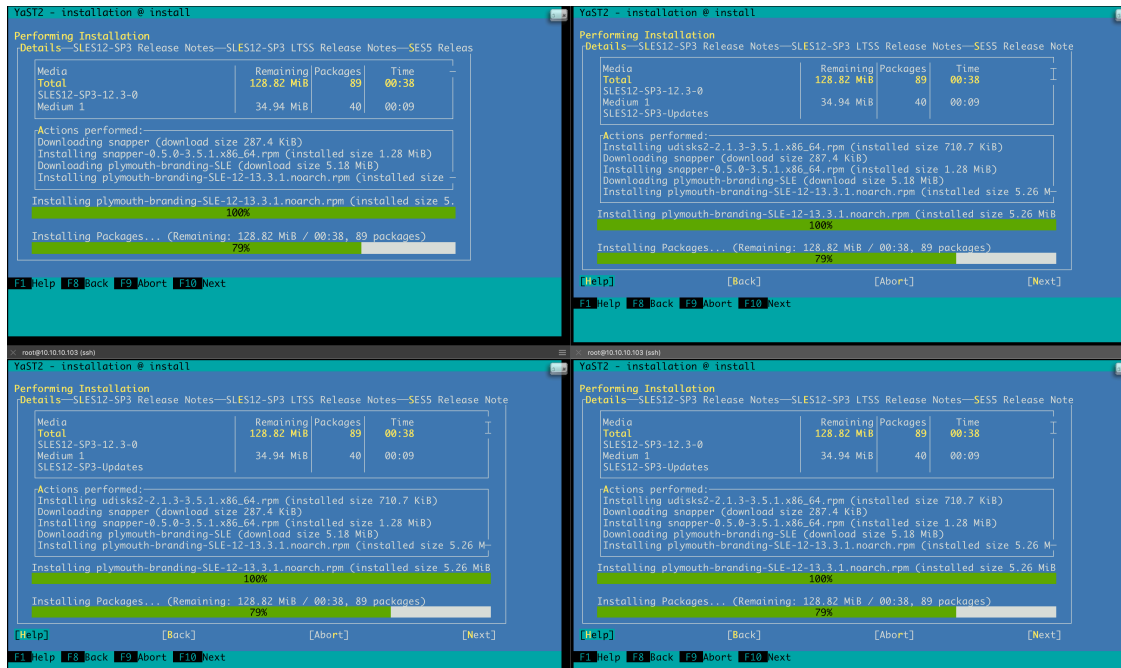 YaST2 - installation @ install
Performing Installation
Details—SLES12-SP3 Release Notes—SLES12-SP3 LTSS Release Notes—SES5 Releas
Media Remaining Packages Time
Total 128.82 MiB 89 00:38
SLES12-SP3-12.3-0
Medium 1 34.94 MiB 40 00:09
Actions performed:
Downloading snapper (download size 287.4 KiB)
Installing snapper-0.5.0-3.5.1.x86_64.rpm (installed size 1.28 MiB)
Downloading plymouth-branding-SLE (download size 5.18 MiB)
Installing plymouth-branding-SLE-12-13.3.1.noarch.rpm (installed size
Installing plymouth-branding-SLE-12-13.3.1.noarch.rpm (installed size 5.
100%
Installing Packages... (Remaining: 128.82 MiB / 00:38, 89 packages)
79%
F1 Help F8 Back F9 Abort F10 Next
YaST2 - installation @ install
Performing Installation
Details—SLES12-SP3 Release Notes—SLES12-SP3 LTSS Release Notes—SES5 Release Note
Media Remaining Packages Time
Total 128.82 MiB 89 00:38
SLES12-SP3-12.3-0
Medium 1 34.94 MiB 40 00:09
SLES12-SP3-Updates
Actions performed:
Installing udisks2-2.1.3-3.5.1.x86_64.rpm (installed size 710.7 KiB)
Downloading snapper (download size 287.4 KiB)
Installing snapper-0.5.0-3.5.1.x86_64.rpm (installed size 1.28 MiB)
Downloading plymouth-branding-SLE (download size 5.18 MiB)
Installing plymouth-branding-SLE-12-13.3.1.noarch.rpm (installed size 5.26 M
Installing plymouth-branding-SLE-12-13.3.1.noarch.rpm (installed size 5.26 MiB
100%
Installing Packages... (Remaining: 128.82 MiB / 00:38, 89 packages)
79%
[Help] [Back] [Abort] [Next]
F1 Help F8 Back F9 Abort F10 Next
root@10.10.10.103 (ssh)
YaST2 - installation @ install
Performing Installation
Details—SLES12-SP3 Release Notes—SLES12-SP3 LTSS Release Notes—SES5 Release Note
Media Remaining Packages Time
Total 128.82 MiB 89 00:38
SLES12-SP3-12.3-0
Medium 1 34.94 MiB 40 00:09
SLES12-SP3-Updates
Actions performed:
Installing udisks2-2.1.3-3.5.1.x86_64.rpm (installed size 710.7 KiB)
Downloading snapper (download size 287.4 KiB)
Installing snapper-0.5.0-3.5.1.x86_64.rpm (installed size 1.28 MiB)
Downloading plymouth-branding-SLE (download size 5.18 MiB)
Installing plymouth-branding-SLE-12-13.3.1.noarch.rpm (installed size 5.26 M
Installing plymouth-branding-SLE-12-13.3.1.noarch.rpm (installed size 5.26 MiB
100%
Installing Packages... (Remaining: 128.82 MiB / 00:38, 89 packages)
79%
[Help] [Back] [Abort] [Next]
F1 Help F8 Back F9 Abort F10 Next
root@10.10.10.103 (ssh)
YaST2 - installation @ install
Performing Installation
Details—SLES12-SP3 Release Notes—SLES12-SP3 LTSS Release Notes—SES5 Release Note
Media Remaining Packages Time
Total 128.82 MiB 89 00:38
SLES12-SP3-12.3-0
Medium 1 34.94 MiB 40 00:09
SLES12-SP3-Updates
Actions performed:
Installing udisks2-2.1.3-3.5.1.x86_64.rpm (installed size 710.7 KiB)
Downloading snapper (download size 287.4 KiB)
Installing snapper-0.5.0-3.5.1.x86_64.rpm (installed size 1.28 MiB)
Downloading plymouth-branding-SLE (download size 5.18 MiB)
Installing plymouth-branding-SLE-12-13.3.1.noarch.rpm (installed size 5.26 M
Installing plymouth-branding-SLE-12-13.3.1.noarch.rpm (installed size 5.26 MiB
100%
Installing Packages... (Remaining: 128.82 MiB / 00:38, 89 packages)
79%
[Help] [Back] [Abort] [Next]
F1 Help F8 Back F9 Abort F10 Next